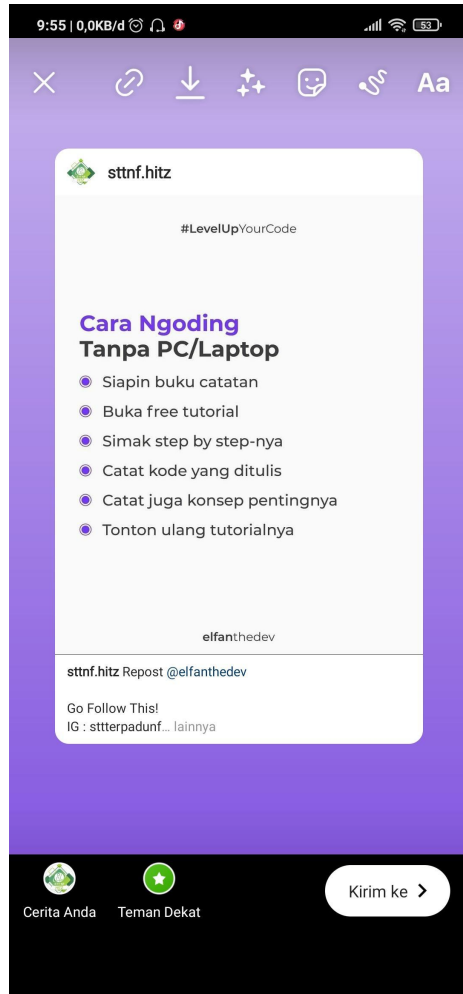 9:55 | 0,0KB/d
53
Aa
sttnf.hitz
#LevelUpYourCode
Cara Ngoding
Tanpa PC/Laptop
Siapin buku catatan
Buka free tutorial
Simak step by step-nya
Catat kode yang ditulis
Catat juga konsep pentingnya
Tonton ulang tutorialnya
elfanthedev
sttnf.hitz Repost @elfanthedev
Go Follow This!
IG : sttterpadunf... lainnya
Cerita Anda
Teman Dekat
Kirim ke